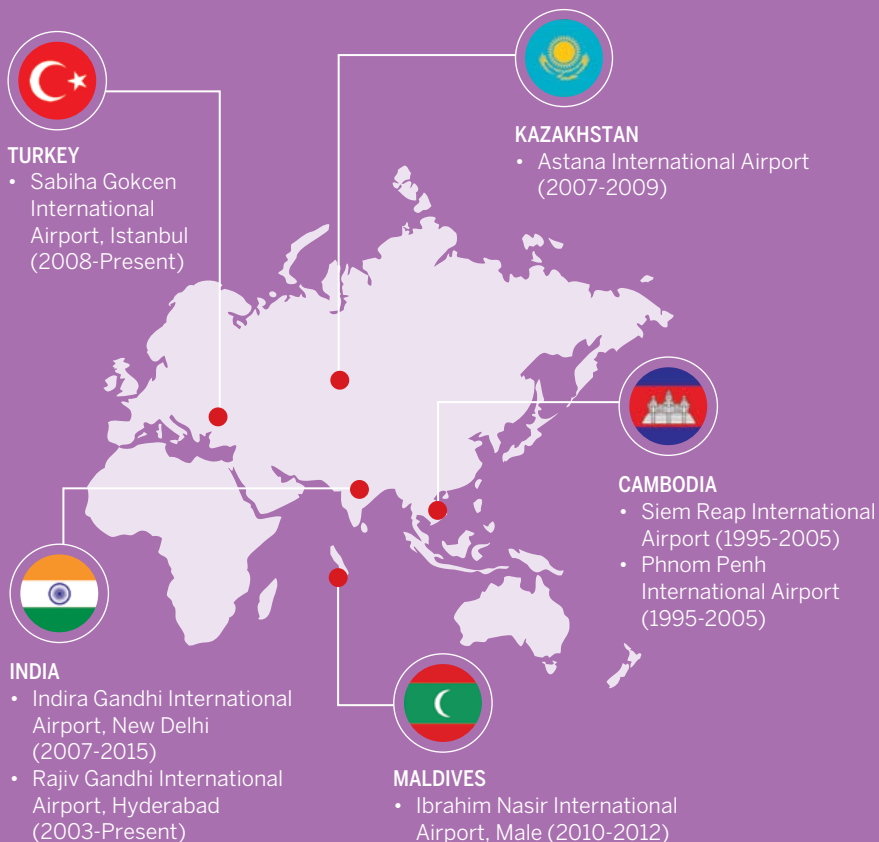 TURKEY
• Sabiha Gokcen
International
Airport, Istanbul
(2008-Present)
KAZAKHSTAN
• Astana International Airport
(2007-2009)
CAMBODIA
• Siem Reap International
Airport (1995-2005)
• Phnom Penh
International Airport
(1995-2005)
INDIA
• Indira Gandhi International
Airport, New Delhi
(2007-2015)
• Rajiv Gandhi International
Airport, Hyderabad
(2003-Present)
MALDIVES
• Ibrahim Nasir International
Airport, Male (2010-2012)